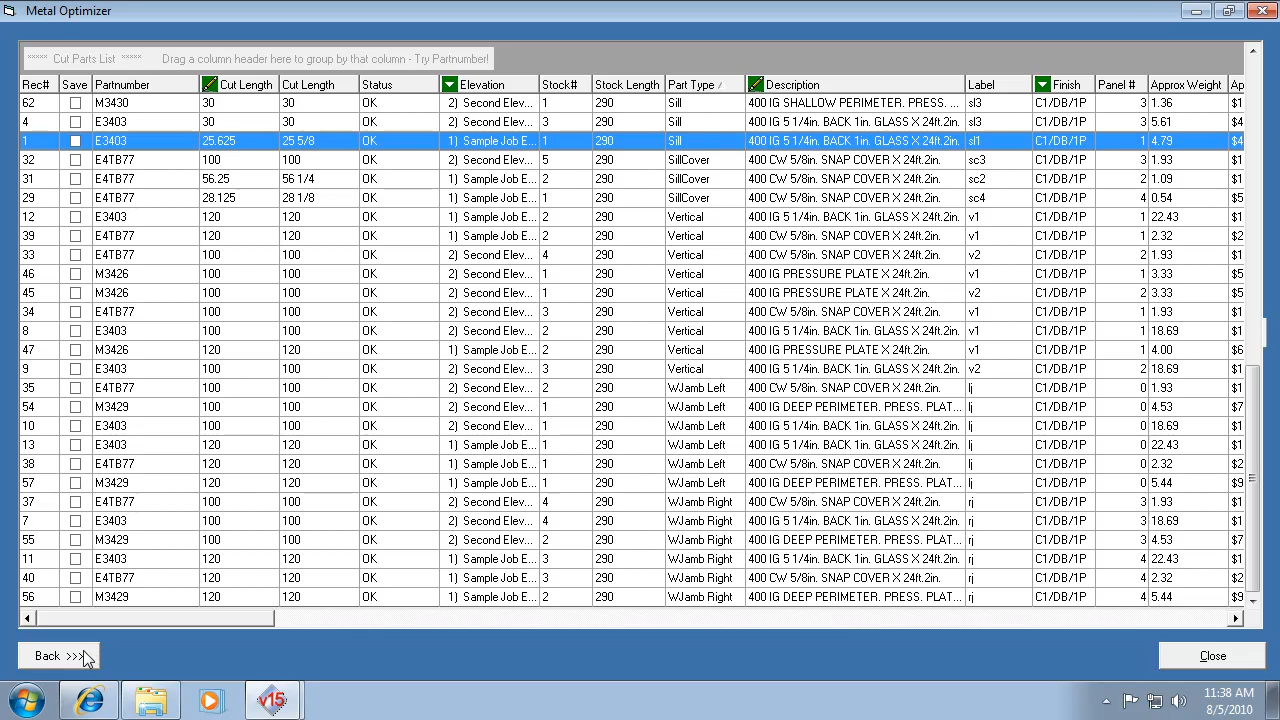 Metal Optimizer
***** Cut Parts List ***** Drag a column header here to group by that column - Try Partnumber!
Rec# Save Partnumber Cut Length Cut Length Status Elevation Stock# Stock Length Part Type Description Label Finish Panel # Approx Weight Ap
62 M3430 30 30 OK 2) Second Elev... 1 290 Sill 400 IG SHALLOW PERIMETER. PRESS. ... sl3 C1/DB/1P 3 1.36 $1
4 E3403 30 30 OK 2) Second Elev... 3 290 Sill 400 IG 5 1/4in. BACK 1in. GLASS X 24ft.2in. sl3 C1/DB/1P 3 5.61 $4
1 E3403 25.625 25 5/8 OK 1) Sample Job E... 1 290 Sill 400 IG 5 1/4in. BACK 1in. GLASS X 24ft.2in. sl1 C1/DB/1P 1 4.79 $4
32 E4TB77 100 100 OK 2) Second Elev... 5 290 SillCover 400 CW 5/8in. SNAP COVER X 24ft.2in. sc3 C1/DB/1P 3 1.93 $1
31 E4TB77 56.25 56 1/4 OK 1) Sample Job E... 2 290 SillCover 400 CW 5/8in. SNAP COVER X 24ft.2in. sc2 C1/DB/1P 2 1.09 $1
29 E4TB77 28.125 28 1/8 OK 1) Sample Job E... 1 290 SillCover 400 CW 5/8in. SNAP COVER X 24ft.2in. sc4 C1/DB/1P 4 0.54 $5
12 E3403 120 120 OK 1) Sample Job E... 2 290 Vertical 400 IG 5 1/4in. BACK 1in. GLASS X 24ft.2in. v1 C1/DB/1P 1 22.43 $1
39 E4TB77 120 120 OK 1) Sample Job E... 2 290 Vertical 400 CW 5/8in. SNAP COVER X 24ft.2in. v1 C1/DB/1P 1 2.32 $2
33 E4TB77 100 100 OK 2) Second Elev... 4 290 Vertical 400 CW 5/8in. SNAP COVER X 24ft.2in. v2 C1/DB/1P 2 1.93 $1
46 M3426 100 100 OK 2) Second Elev... 1 290 Vertical 400 IG PRESSURE PLATE X 24ft.2in. v1 C1/DB/1P 1 3.33 $5
45 M3426 100 100 OK 2) Second Elev... 1 290 Vertical 400 IG PRESSURE PLATE X 24ft.2in. v2 C1/DB/1P 2 3.33 $5
34 E4TB77 100 100 OK 2) Second Elev... 3 290 Vertical 400 CW 5/8in. SNAP COVER X 24ft.2in. v1 C1/DB/1P 1 1.93 $1
8 E3403 100 100 OK 2) Second Elev... 5 290 Vertical 400 IG 5 1/4in. BACK 1in. GLASS X 24ft.2in. v1 C1/DB/1P 1 18.69 $1
47 M3426 120 120 OK 1) Sample Job E... 2 290 Vertical 400 IG PRESSURE PLATE X 24ft.2in. v1 C1/DB/1P 1 4.00 $6
9 E3403 100 100 OK 2) Second Elev... 3 290 Vertical 400 IG 5 1/4in. BACK 1in. GLASS X 24ft.2in. v2 C1/DB/1P 2 18.69 $1
35 E4TB77 100 100 OK 2) Second Elev... 2 290 WJamb Left 400 CW 5/8in. SNAP COVER X 24ft.2in. lj C1/DB/1P 0 1.93 $1
54 M3429 100 100 OK 2) Second Elev... 1 290 WJamb Left 400 IG DEEP PERIMETER. PRESS. PLAT... lj C1/DB/1P 0 4.53 $7
10 E3403 100 100 OK 2) Second Elev... 1 290 WJamb Left 400 IG 5 1/4in. BACK 1in. GLASS X 24ft.2in. lj C1/DB/1P 0 18.69 $1
13 E3403 120 120 OK 1) Sample Job E... 2 290 WJamb Left 400 IG 5 1/4in. BACK 1in. GLASS X 24ft.2in. lj C1/DB/1P 0 22.43 $1
38 E4TB77 120 120 OK 1) Sample Job E... 2 290 WJamb Left 400 CW 5/8in. SNAP COVER X 24ft.2in. lj C1/DB/1P 0 2.32 $2
57 M3429 120 120 OK 1) Sample Job E... 2 290 WJamb Left 400 IG DEEP PERIMETER. PRESS. PLAT... lj C1/DB/1P 0 5.44 $9
37 E4TB77 100 100 OK 2) Second Elev... 4 290 WJamb Right 400 CW 5/8in. SNAP COVER X 24ft.2in. rj C1/DB/1P 3 1.93 $1
7 E3403 100 100 OK 2) Second Elev... 4 290 WJamb Right 400 IG 5 1/4in. BACK 1in. GLASS X 24ft.2in. rj C1/DB/1P 3 18.69 $1
55 M3429 100 100 OK 2) Second Elev... 2 290 WJamb Right 400 IG DEEP PERIMETER. PRESS. PLAT... rj C1/DB/1P 3 4.53 $7
11 E3403 120 120 OK 1) Sample Job E... 3 290 WJamb Right 400 IG 5 1/4in. BACK 1in. GLASS X 24ft.2in. rj C1/DB/1P 4 22.43 $1
40 E4TB77 120 120 OK 1) Sample Job E... 3 290 WJamb Right 400 CW 5/8in. SNAP COVER X 24ft.2in. rj C1/DB/1P 4 2.32 $2
56 M3429 120 120 OK 1) Sample Job E... 1 290 WJamb Right 400 IG DEEP PERIMETER. PRESS. PLAT... rj C1/DB/1P 4 5.44 $9
Back >>> Close
v15 11:38 AM
8/5/2010